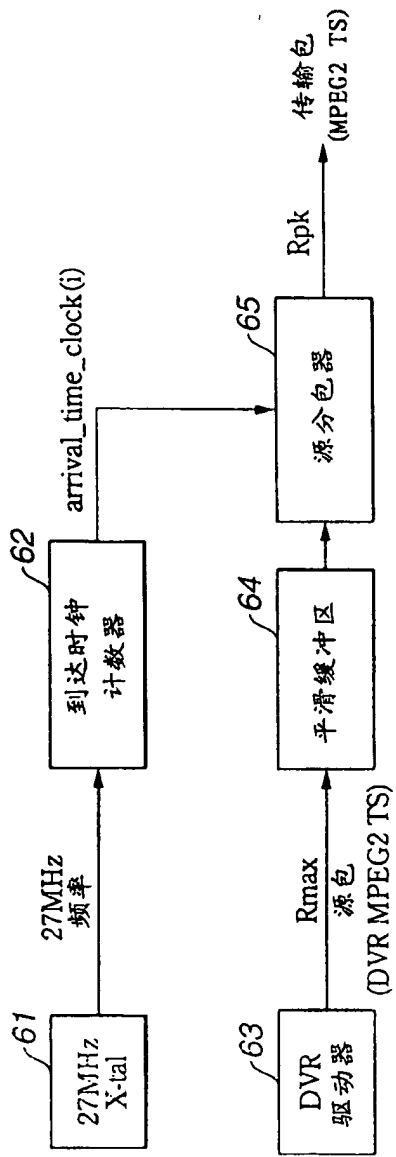 61
27MHz
X-tal
27MHz
频率
62
到达时钟
计数器
arrival_time_clock(i)
63
DVR
驱动器
Rmax
源包
(DVR MPEG2 TS)
64
平滑缓冲区
65
源分包器
Rpk
传输包
(MPEG2 TS)